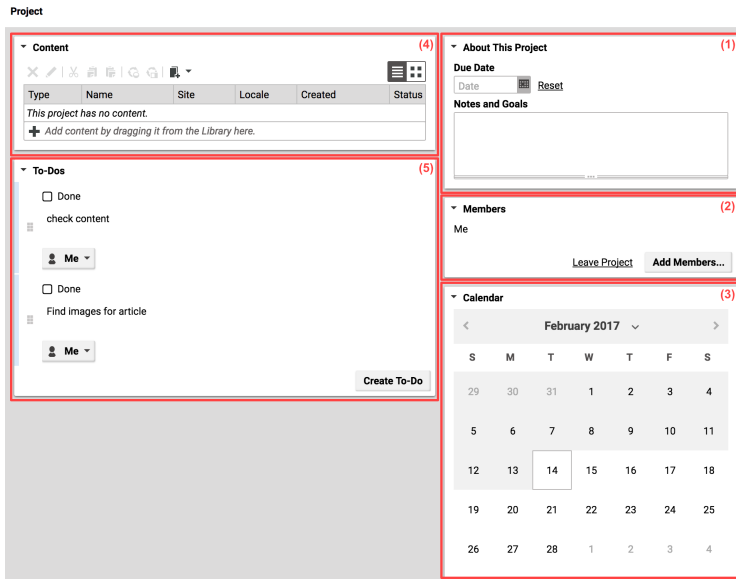 Project
Content (4)
Type Name Site Locale Created Status
This project has no content.
Add content by dragging it from the Library here.
To-Dos (5)
Done
check content
Me
Done
Find images for article
Me
Create To-Do
About This Project (1)
Due Date
Date Reset
Notes and Goals
Members (2)
Me
Leave Project Add Members...
Calendar (3)
February 2017
S M T W T F S
29 30 31 1 2 3 4
5 6 7 8 9 10 11
12 13 14 15 16 17 18
19 20 21 22 23 24 25
26 27 28 1 2 3 4